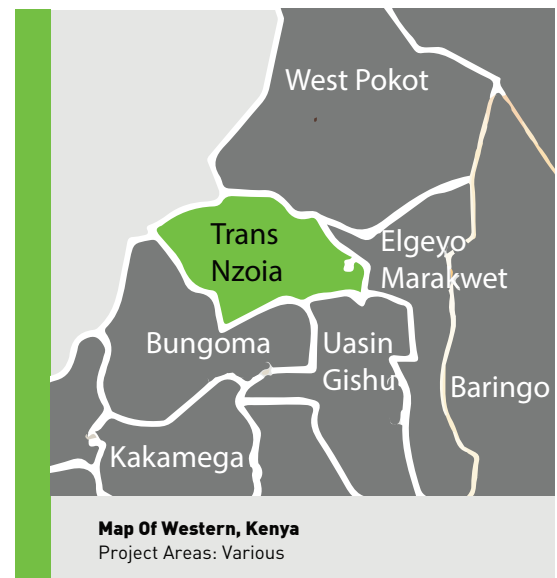 West Pokot
Trans
Nzoia
Elgeyo
Marakwet
Bungoma
Uasin
Gishu
Baringo
Kakamega
Map Of Western, Kenya
Project Areas: Various